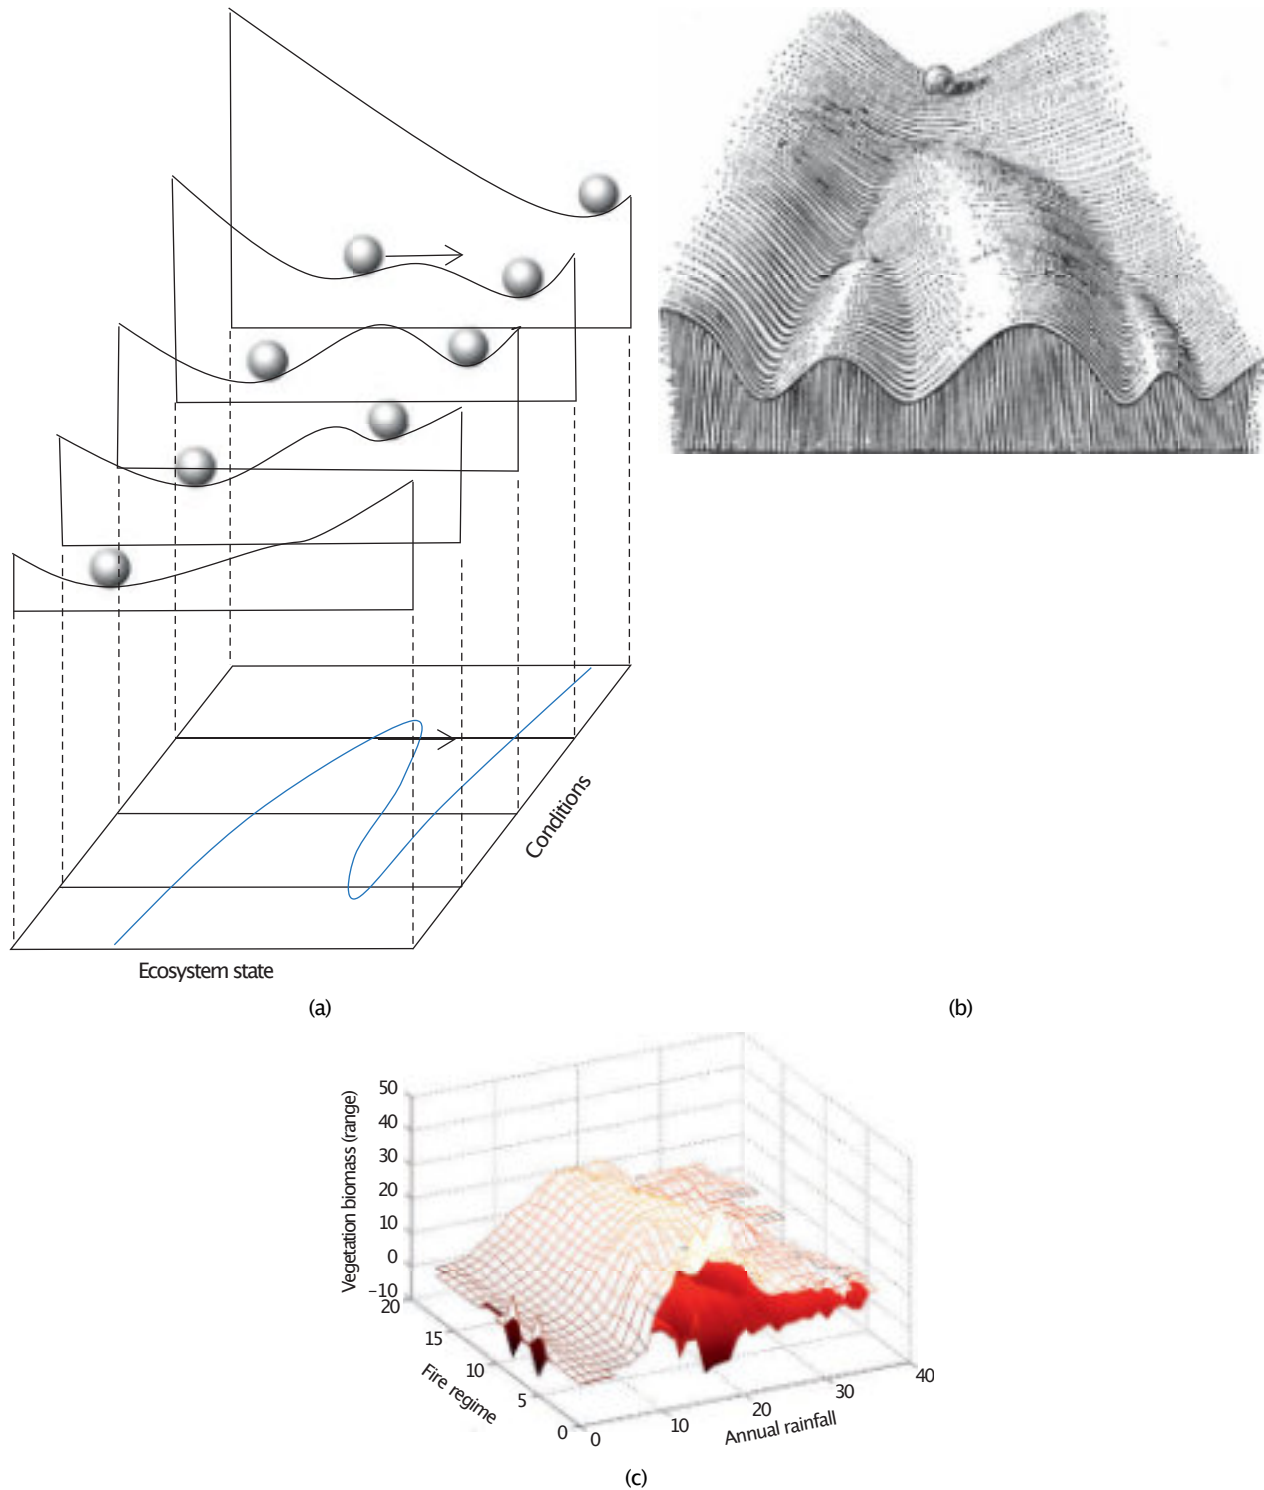 Conditions
Ecosystem state
(a)
(b)
Vegetation biomass (range)
50
40
30
20
10
0
−10
20
15
10
5
0
Fire regime
0
10
20
30
40
Annual rainfall
(c)